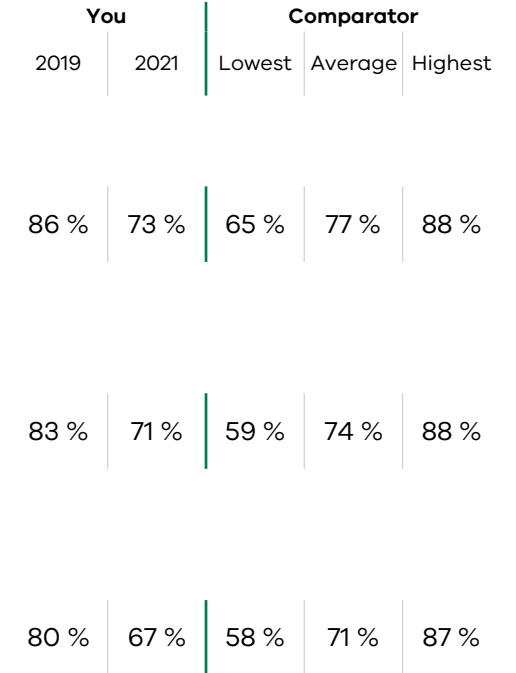 You Comparator
2019 2021 Lowest Average Highest
86 % 73 % 65 % 77 % 88 %
83 % 71 % 59 % 74 % 88 %
80 % 67 % 58 % 71 % 87 %